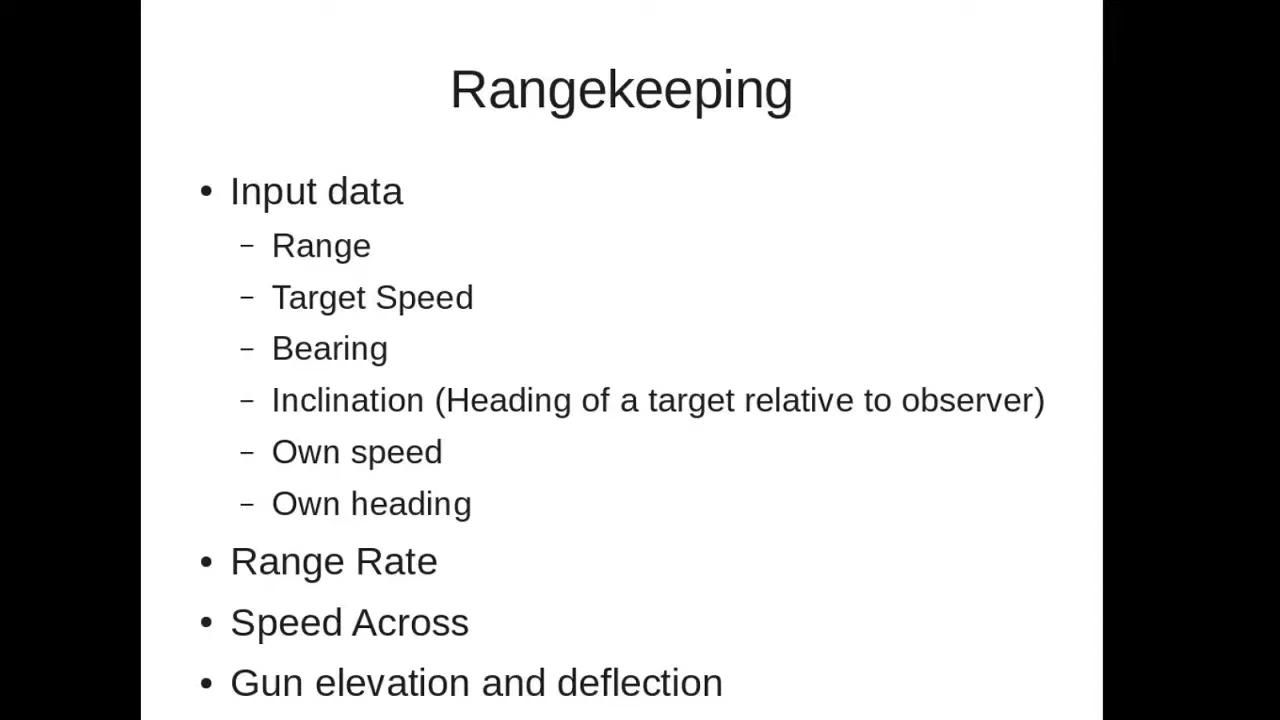 Rangekeeping
• Input data
– Range
– Target Speed
– Bearing
– Inclination (Heading of a target relative to observer)
– Own speed
– Own heading
• Range Rate
• Speed Across
• Gun elevation and deflection